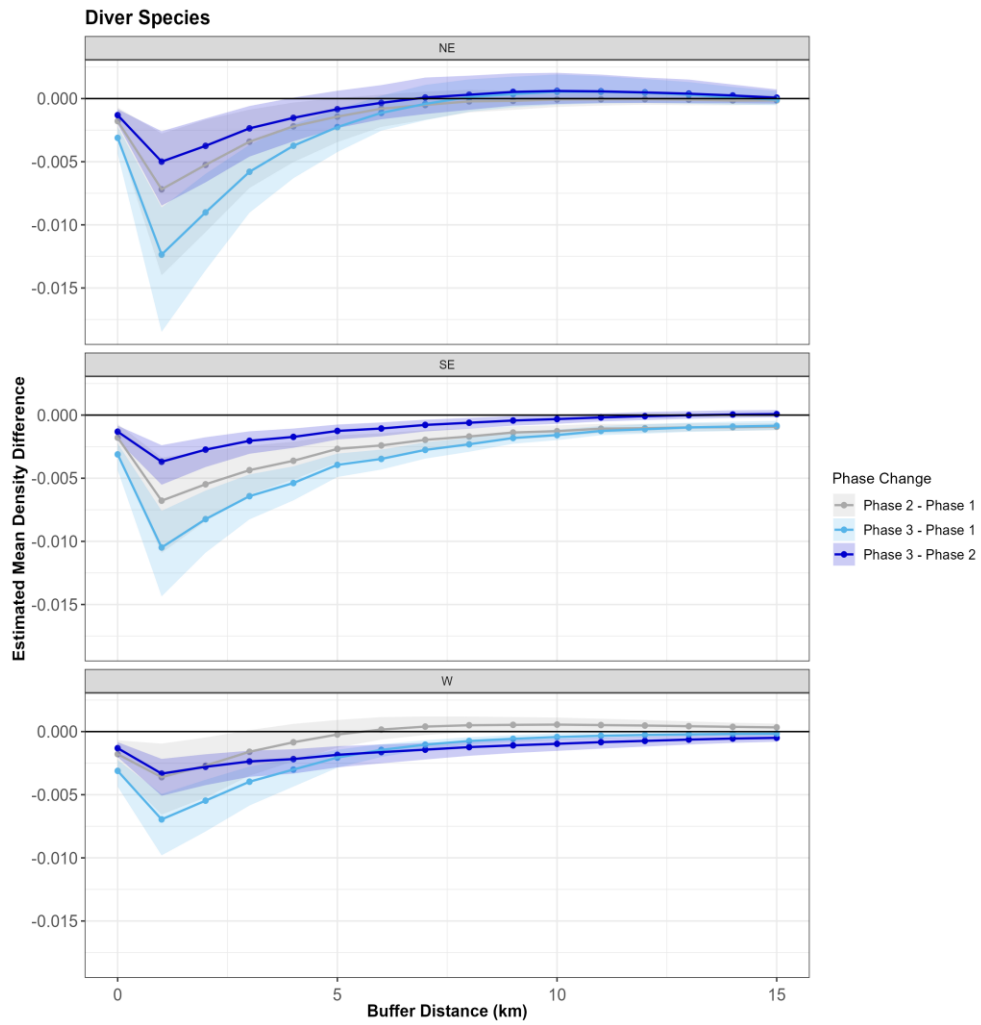 Diver Species
NE
0.000
-0.005
-0.010
-0.015
SE
0.000
-0.005
-0.010
-0.015
W
0.000
-0.005
-0.010
-0.015
0 5 10 15
Buffer Distance (km)
Estimated Mean Density Difference
Phase Change
Phase 2 - Phase 1
Phase 3 - Phase 1
Phase 3 - Phase 2